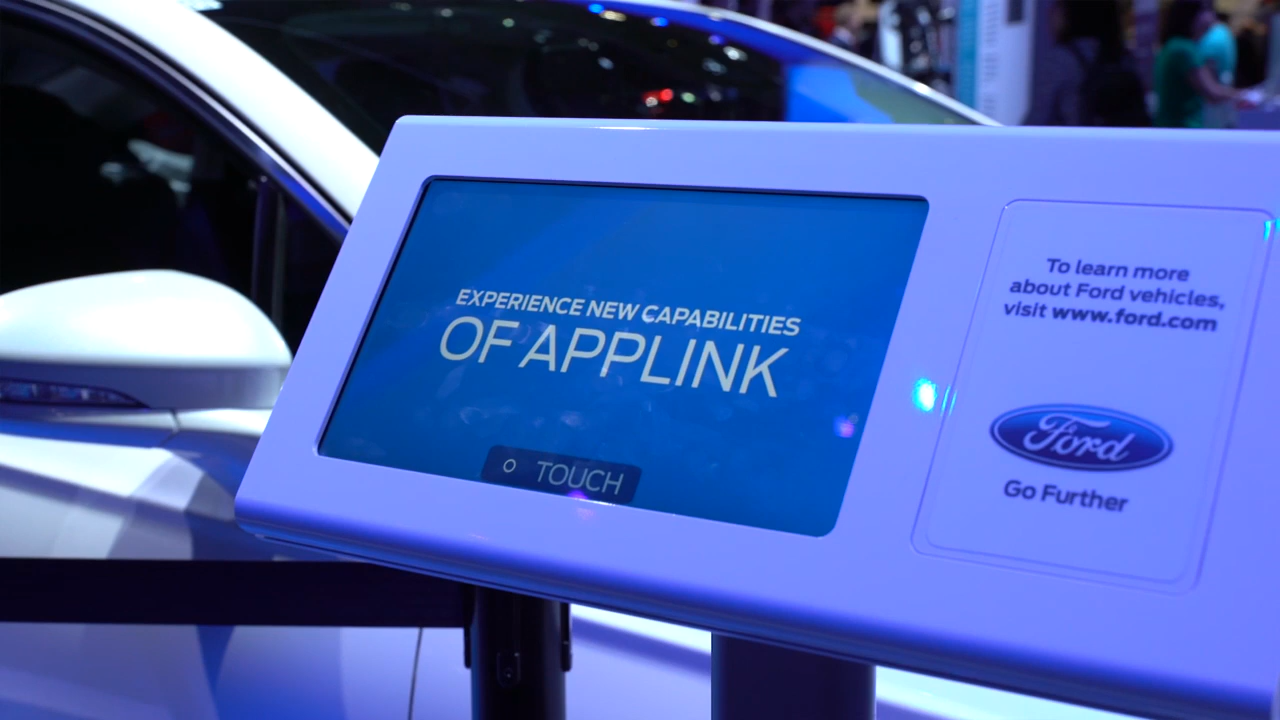 EXPERIENCE NEW CAPABILITIES
OF APPLINK
TOUCH
To learn more
about Ford vehicles,
visit www.ford.com
Ford
Go Further